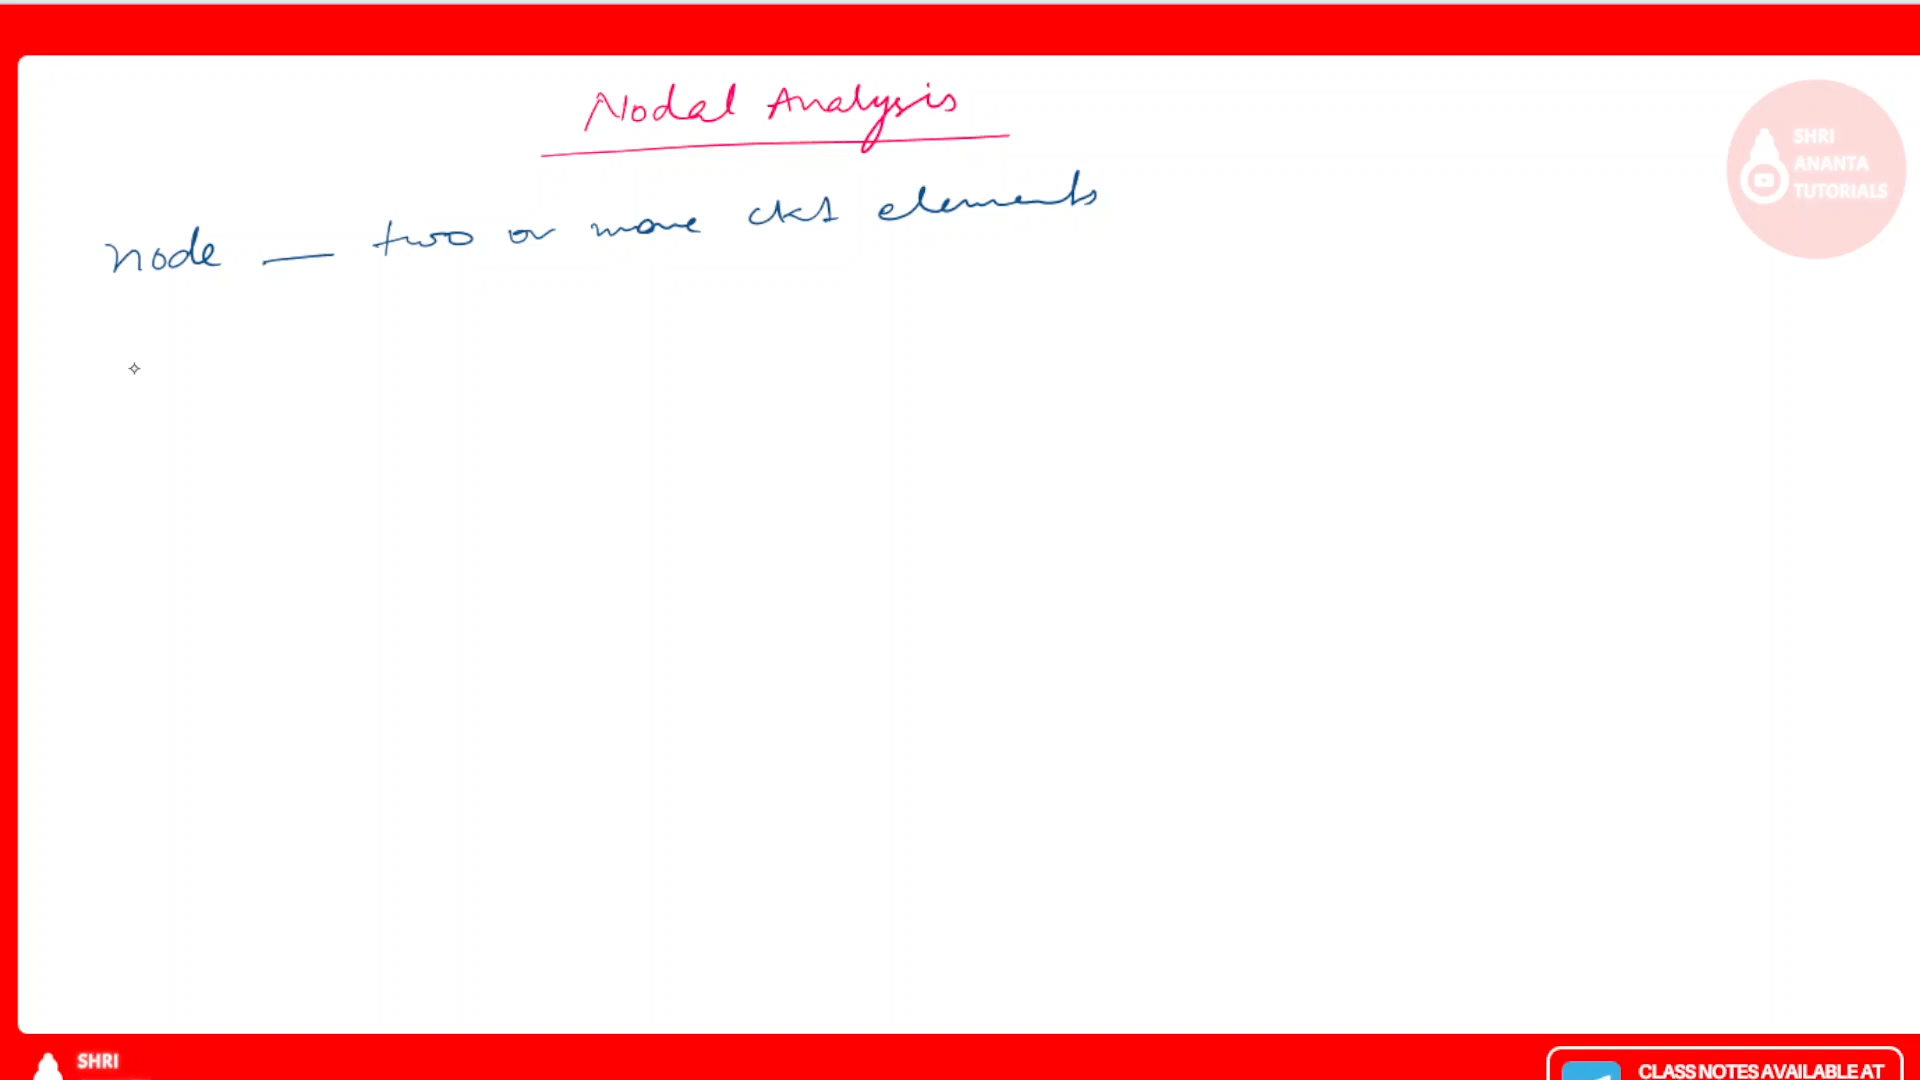 Nodal Analysis
SHRI
ANANTA
TUTORIALS
node — two or more ckt elements
SHRI
CLASS NOTES AVAILABLE AT